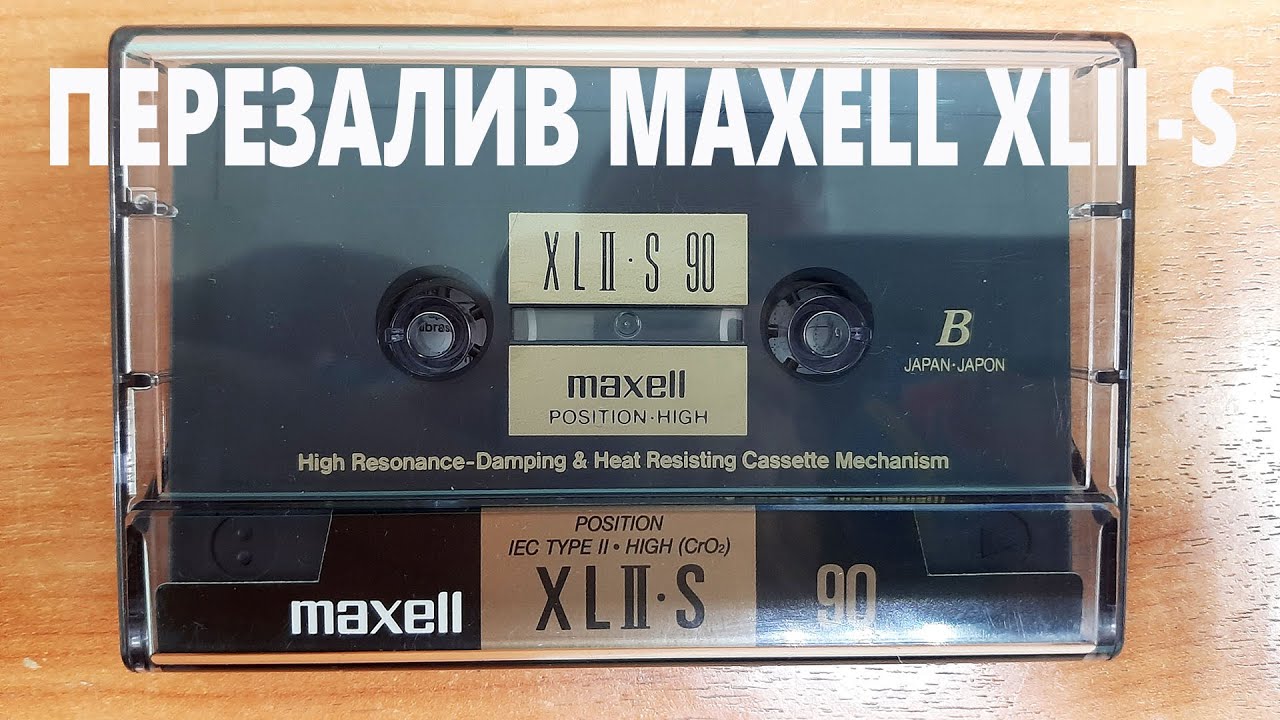 ПЕРЕЗАЛИВ MAXELL XLII-S
XLII·S 90
maxell
POSITION·HIGH
B
JAPAN·JAPON
High Resonance-Damping & Heat Resisting Cassette Mechanism
POSITION
IEC TYPE II • HIGH (CrO₂)
maxell XLII·S 90